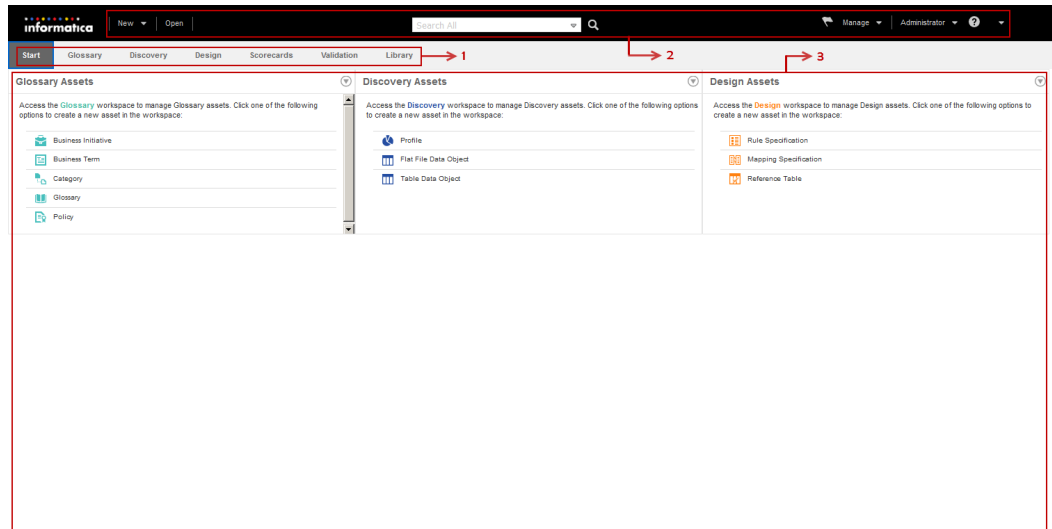 informatica
New
Open
Search All
Manage
Administrator
?
Start
Glossary
Discovery
Design
Scorecards
Validation
Library
1
2
3
Glossary Assets
Access the Glossary workspace to manage Glossary assets. Click one of the following
options to create a new asset in the workspace:
Business Initiative
Business Term
Category
Glossary
Policy
Discovery Assets
Access the Discovery workspace to manage Discovery assets. Click one of the following options
to create a new asset in the workspace:
Profile
Flat File Data Object
Table Data Object
Design Assets
Access the Design workspace to manage Design assets. Click one of the following options to
create a new asset in the workspace:
Rule Specification
Mapping Specification
Reference Table